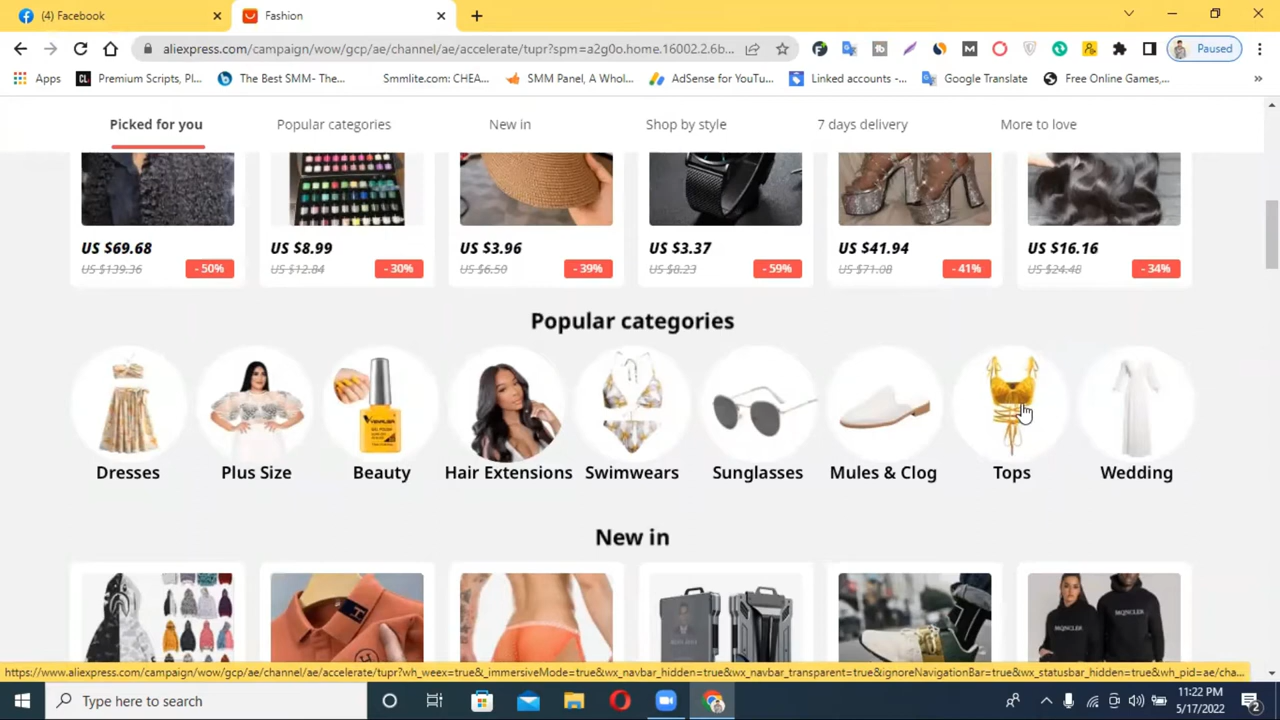 (4) Facebook
Fashion
aliexpress.com/campaign/wow/gcp/ae/channel/ae/accelerate/tupr?spm=a2g0o.home.16002.2.6b...
Paused
Apps
Premium Scripts, Pl...
The Best SMM- The...
Smmlite.com: CHEA...
SMM Panel, A Whol...
AdSense for YouTu...
Linked accounts -...
Google Translate
Free Online Games,...
Picked for you
Popular categories
New in
Shop by style
7 days delivery
More to love
US $69.68
US $8.99
US $3.96
US $3.37
US $41.94
US $16.16
US $139.36
- 50%
US $12.84
- 30%
US $6.50
- 39%
US $8.23
- 59%
US $71.08
- 41%
US $24.48
- 34%
Popular categories
Dresses
Plus Size
Beauty
Hair Extensions
Swimwears
Sunglasses
Mules & Clog
Tops
Wedding
New in
https://www.aliexpress.com/campaign/wow/gcp/ae/channel/ae/accelerate/tupr?wh_weex=true&_immersiveMode=true&wx_navbar_hidden=true&wx_navbar_transparent=true&ignoreNavigationBar=true&wx_statusbar_hidden=true&wh_pid=ae/cha...
Type here to search
11:22 PM
5/17/2022
2